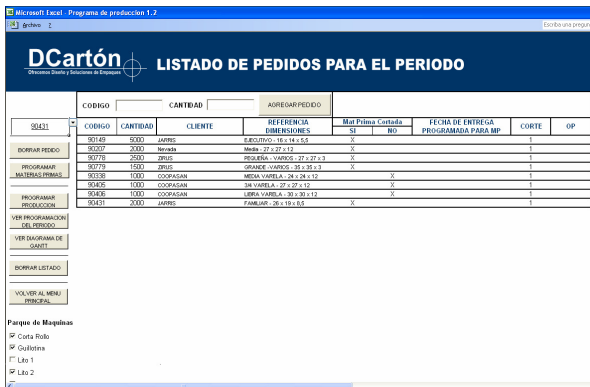 Microsoft Excel - Programa de produccion 1.2
Archivo ?
Escriba una pregun
DCartón
Ofrecemos Diseño y Soluciones de Empaques
LISTADO DE PEDIDOS PARA EL PERIODO
CODIGO CANTIDAD AGREGAR PEDIDO
90431
CODIGO CANTIDAD CLIENTE REFERENCIA DIMENSIONES Mat Prima Cortada SI NO FECHA DE ENTREGA PROGRAMADA PARA MP CORTE OP
90149 5000 JARRIS EJECUTIVO - 16 x 14 x 5,5 X 1
90207 2000 Nevada Media - 27 x 27 x 12 X 1
90778 2500 ZIRUS PEQUEÑA - VARIOS - 27 x 27 x 3 X 1
90779 1500 ZIRUS GRANDE - VARIOS - 35 x 35 x 3 X 1
90338 1000 COOPASAN MEDIA VARELA - 24 x 24 x 12 X 1
90405 1000 COOPASAN 3/4 VARELA - 27 x 27 x 12 X 1
90406 1000 COOPASAN LIBRA VARELA - 30 x 30 x 12 X 1
90431 2000 JARRIS FAMILIAR - 26 x 19 x 8,5 X 1
BORRAR PEDIDO
PROGRAMAR
MATERIAS PRIMAS
PROGRAMAR
PRODUCCION
VER PROGRAMACION
DEL PERIODO
VER DIAGRAMA DE
GANTT
BORRAR LISTADO
VOLVER AL MENU
PRINCIPAL
Parque de Maquinas
Corta Rollo
Guillotina
Lito 1
Lito 2